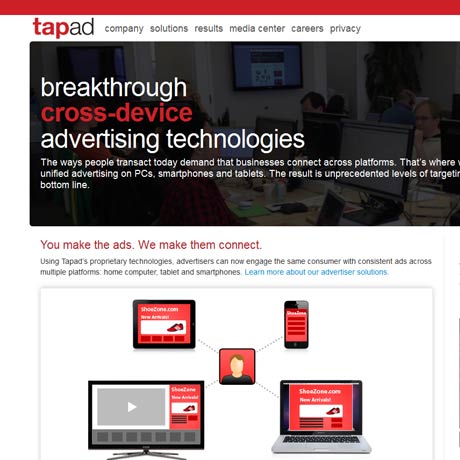 tapad
company solutions results media center careers privacy
breakthrough
cross-device
advertising technologies
The ways people transact today demand that businesses connect across platforms. That's where
unified advertising on PCs, smartphones and tablets. The result is unprecedented levels of
bottom line.
You make the ads. We make them connect.
Using Tapad's proprietary technologies, advertisers can now engage the same consumer with consistent ads across
multiple platforms: home computer, tablet and smartphones. Learn more about our advertiser solutions.
ShoeZone.com
New Arrivals!
ShoeZone.com
New Arrivals!
ShoeZone.com
New Arrivals!
ShoeZone.com
New Arrivals!